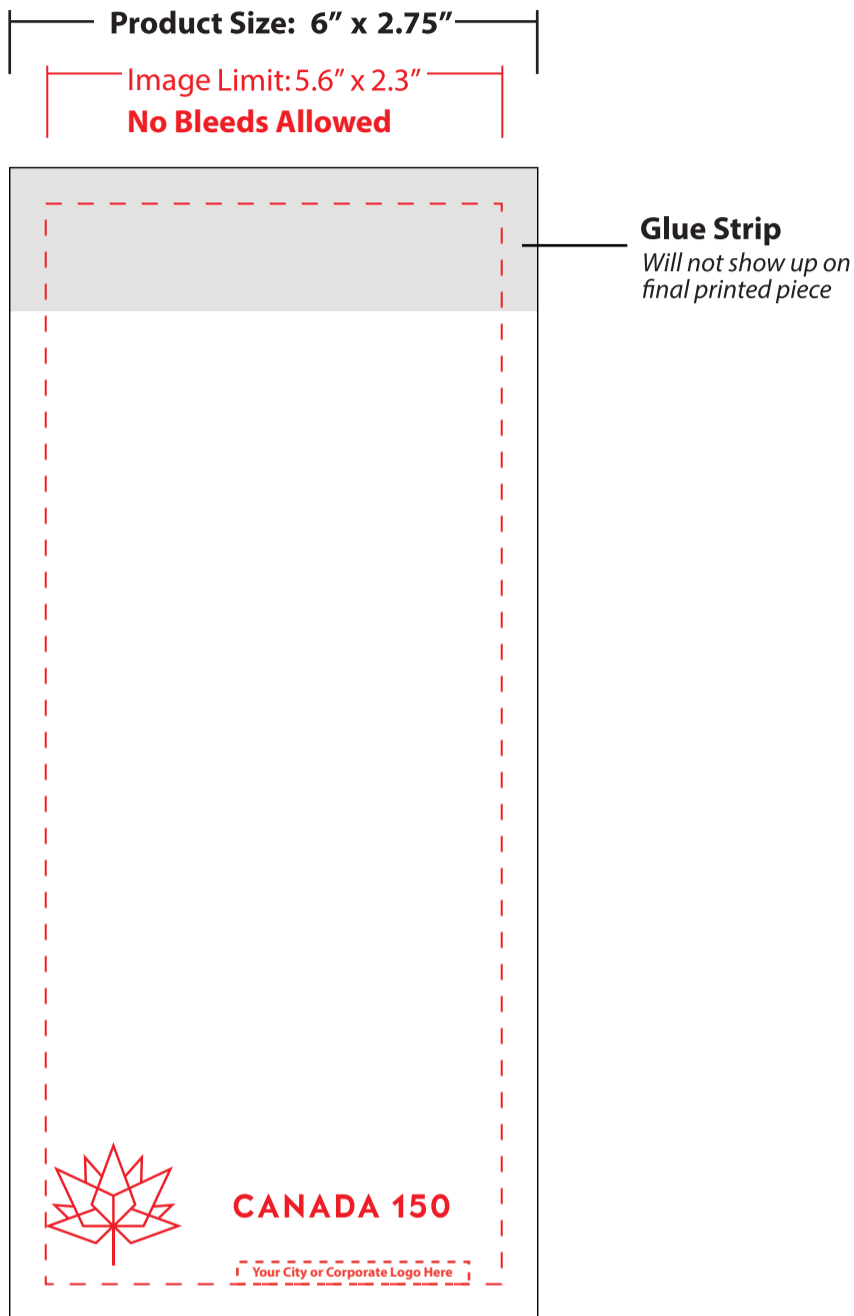 Product Size: 6” x 2.75”
Image Limit: 5.6” x 2.3”
No Bleeds Allowed
Glue Strip
Will not show up on
final printed piece
CANADA 150
Your City or Corporate Logo Here